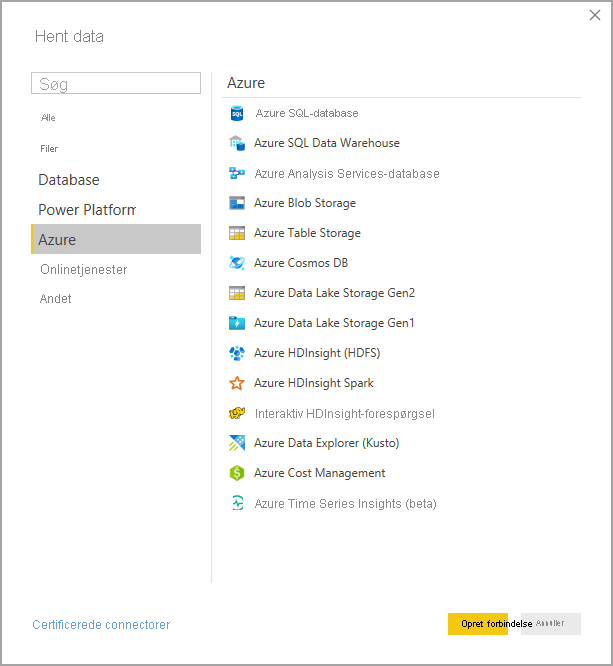 Hent data
Søg
Alle
Filer
Database
Power Platform
Azure
Onlinetjenester
Andet
Azure
Azure SQL-database
Azure SQL Data Warehouse
Azure Analysis Services-database
Azure Blob Storage
Azure Table Storage
Azure Cosmos DB
Azure Data Lake Storage Gen2
Azure Data Lake Storage Gen1
Azure HDInsight (HDFS)
Azure HDInsight Spark
Interaktiv HDInsight-forespørgsel
Azure Data Explorer (Kusto)
Azure Cost Management
Azure Time Series Insights (beta)
Certificerede connectorer
Opret forbindelse
Annuller